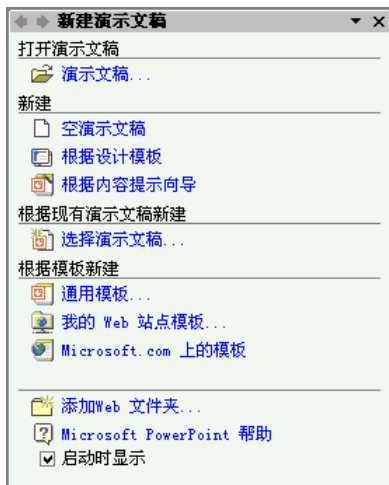 新建演示文稿
打开演示文稿
演示文稿...
新建
空演示文稿
根据设计模板
根据内容提示向导
根据现有演示文稿新建
选择演示文稿...
根据模板新建
通用模板...
我的 Web 站点模板...
Microsoft.com 上的模板
添加Web 文件夹...
Microsoft PowerPoint 帮助
启动时显示